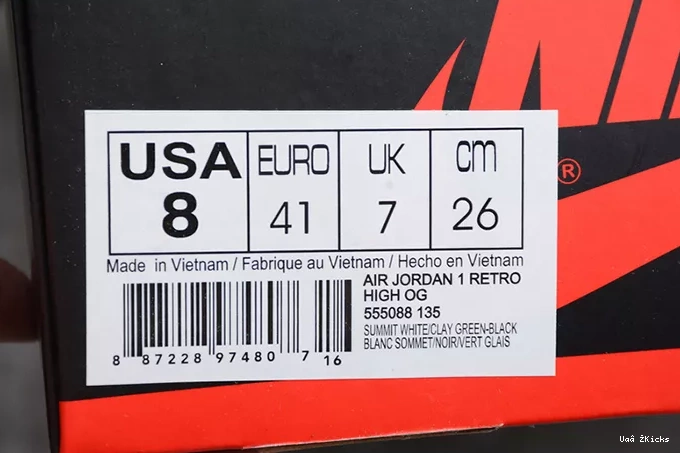 USA EURO UK cm
8 41 7 26
Made in Vietnam / Fabrique au Vietnam / Hecho en Vietnam
AIR JORDAN 1 RETRO
HIGH OG
555088 135
SUMMIT WHITE/CLAY GREEN-BLACK
BLANC SOMMET/NOIR/VERT GLAIS
8 87228 97480 7 16
®